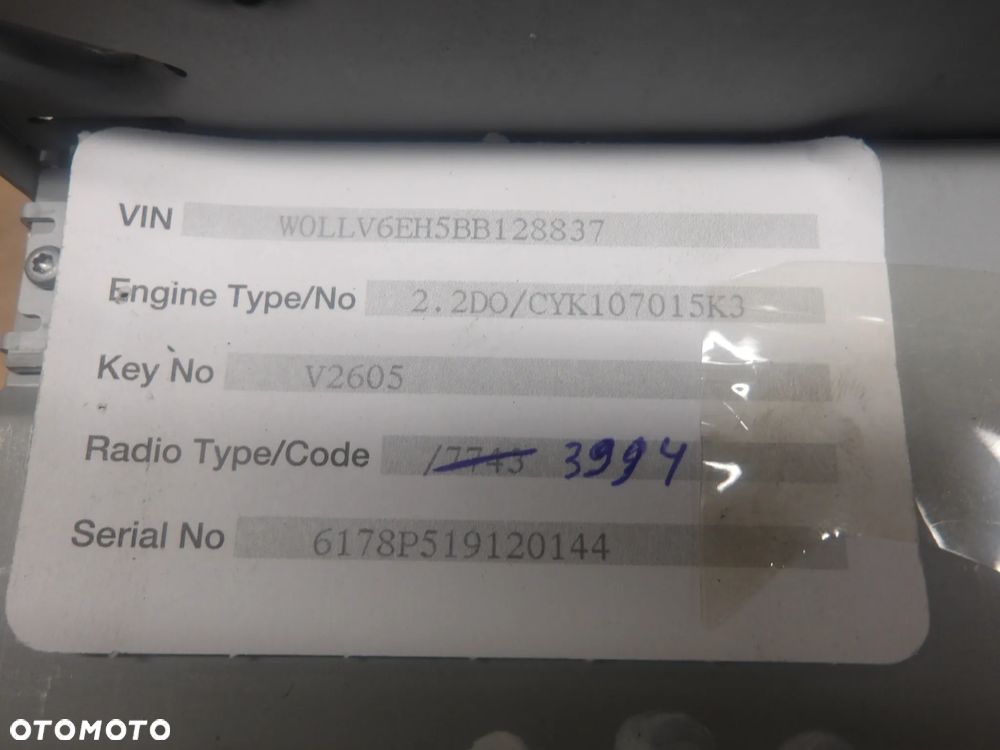 VIN W0LLV6EH5BB128837
Engine Type/No 2.2DO/CYK107015K3
Key No V2605
Radio Type/Code /7743 3994
Serial No 6178P519120144
OTOMOTO